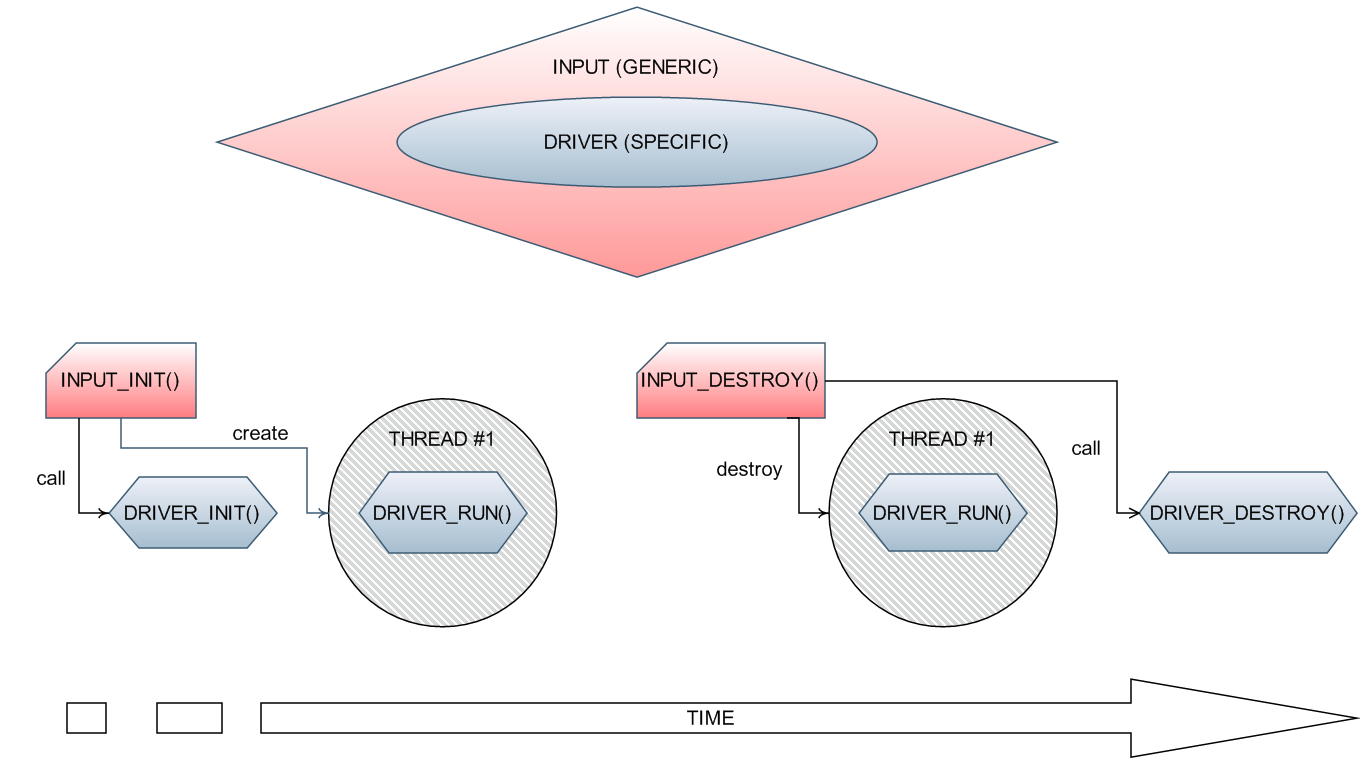 INPUT (GENERIC)
DRIVER (SPECIFIC)
INPUT_INIT()
create
call
DRIVER_INIT()
THREAD #1
DRIVER_RUN()
INPUT_DESTROY()
destroy
THREAD #1
DRIVER_RUN()
call
DRIVER_DESTROY()
TIME